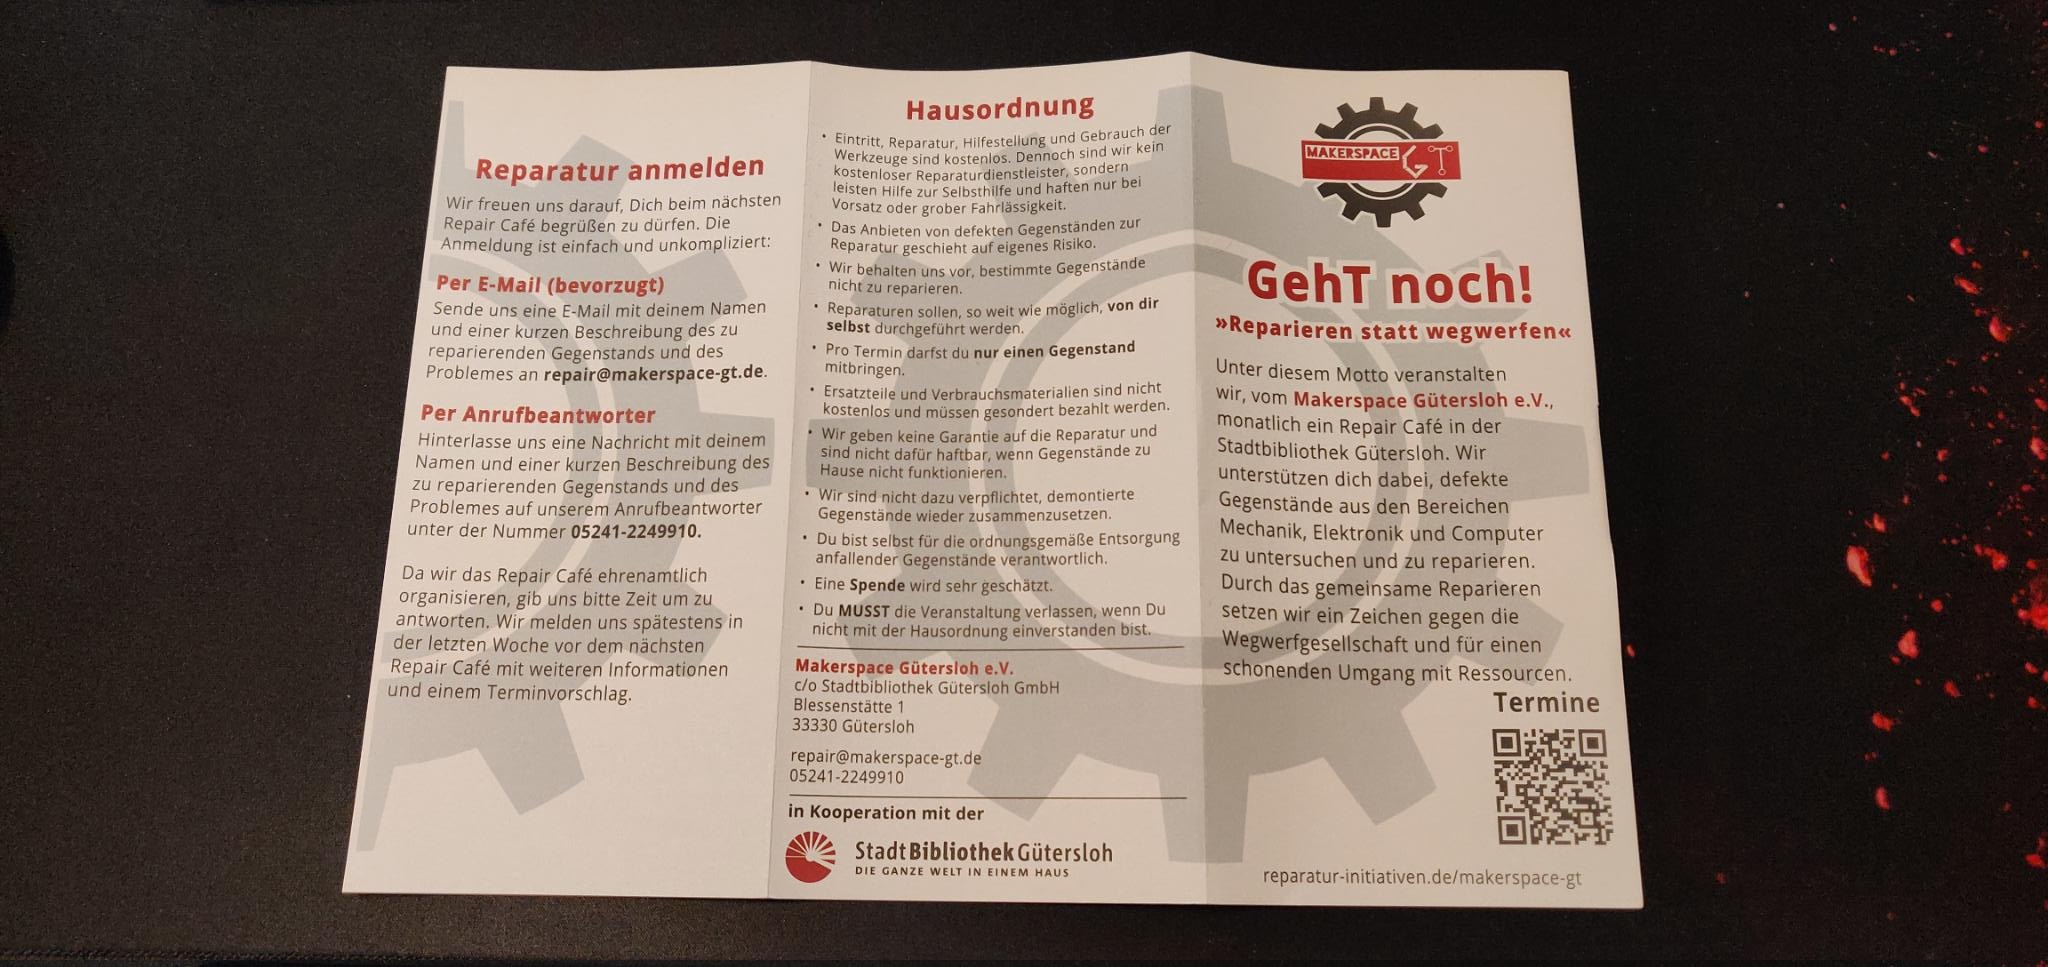 Reparatur anmelden
Wir freuen uns darauf, Dich beim nächsten
Repair Café begrüßen zu dürfen. Die
Anmeldung ist einfach und unkompliziert:
Per E-Mail (bevorzugt)
Sende uns eine E-Mail mit deinem Namen
und einer kurzen Beschreibung des zu
reparierenden Gegenstands und des
Problemes an repair@makerspace-gt.de.
Per Anrufbeantworter
Hinterlasse uns eine Nachricht mit deinem
Namen und einer kurzen Beschreibung des
zu reparierenden Gegenstands und des
Problemes auf unserem Anrufbeantworter
unter der Nummer 05241-2249910.
Da wir das Repair Café ehrenamtlich
organisieren, gib uns bitte Zeit um zu
antworten. Wir melden uns spätestens in
der letzten Woche vor dem nächsten
Repair Café mit weiteren Informationen
und einem Terminvorschlag.
Hausordnung
• Eintritt, Reparatur, Hilfestellung und Gebrauch der
Werkzeuge sind kostenlos. Dennoch sind wir kein
kostenloser Reparaturdienstleister, sondern
leisten Hilfe zur Selbsthilfe und haften nur bei
Vorsatz oder grober Fahrlässigkeit.
• Das Anbieten von defekten Gegenständen zur
Reparatur geschieht auf eigenes Risiko.
• Wir behalten uns vor, bestimmte Gegenstände
nicht zu reparieren.
• Reparaturen sollen, so weit wie möglich, von dir
selbst durchgeführt werden.
• Pro Termin darfst du nur einen Gegenstand
mitbringen.
• Ersatzteile und Verbrauchsmaterialien sind nicht
kostenlos und müssen gesondert bezahlt werden.
• Wir geben keine Garantie auf die Reparatur und
sind nicht dafür haftbar, wenn Gegenstände zu
Hause nicht funktionieren.
• Wir sind nicht dazu verpflichtet, demontierte
Gegenstände wieder zusammenzusetzen.
• Du bist selbst für die ordnungsgemäße Entsorgung
anfallender Gegenstände verantwortlich.
• Eine Spende wird sehr geschätzt.
• Du MUSST die Veranstaltung verlassen, wenn Du
nicht mit der Hausordnung einverstanden bist.
Makerspace Gütersloh e.V.
c/o Stadtbibliothek Gütersloh GmbH
Blessenstätte 1
33330 Gütersloh
repair@makerspace-gt.de
05241-2249910
in Kooperation mit der
StadtBibliothekGütersloh
DIE GANZE WELT IN EINEM HAUS
MAKERSPACE GT
GehT noch!
»Reparieren statt wegwerfen«
Unter diesem Motto veranstalten
wir, vom Makerspace Gütersloh e.V.,
monatlich ein Repair Café in der
Stadtbibliothek Gütersloh. Wir
unterstützen dich dabei, defekte
Gegenstände aus den Bereichen
Mechanik, Elektronik und Computer
zu untersuchen und zu reparieren.
Durch das gemeinsame Reparieren
setzen wir ein Zeichen gegen die
Wegwerfgesellschaft und für einen
schonenden Umgang mit Ressourcen.
Termine
reparatur-initiativen.de/makerspace-gt